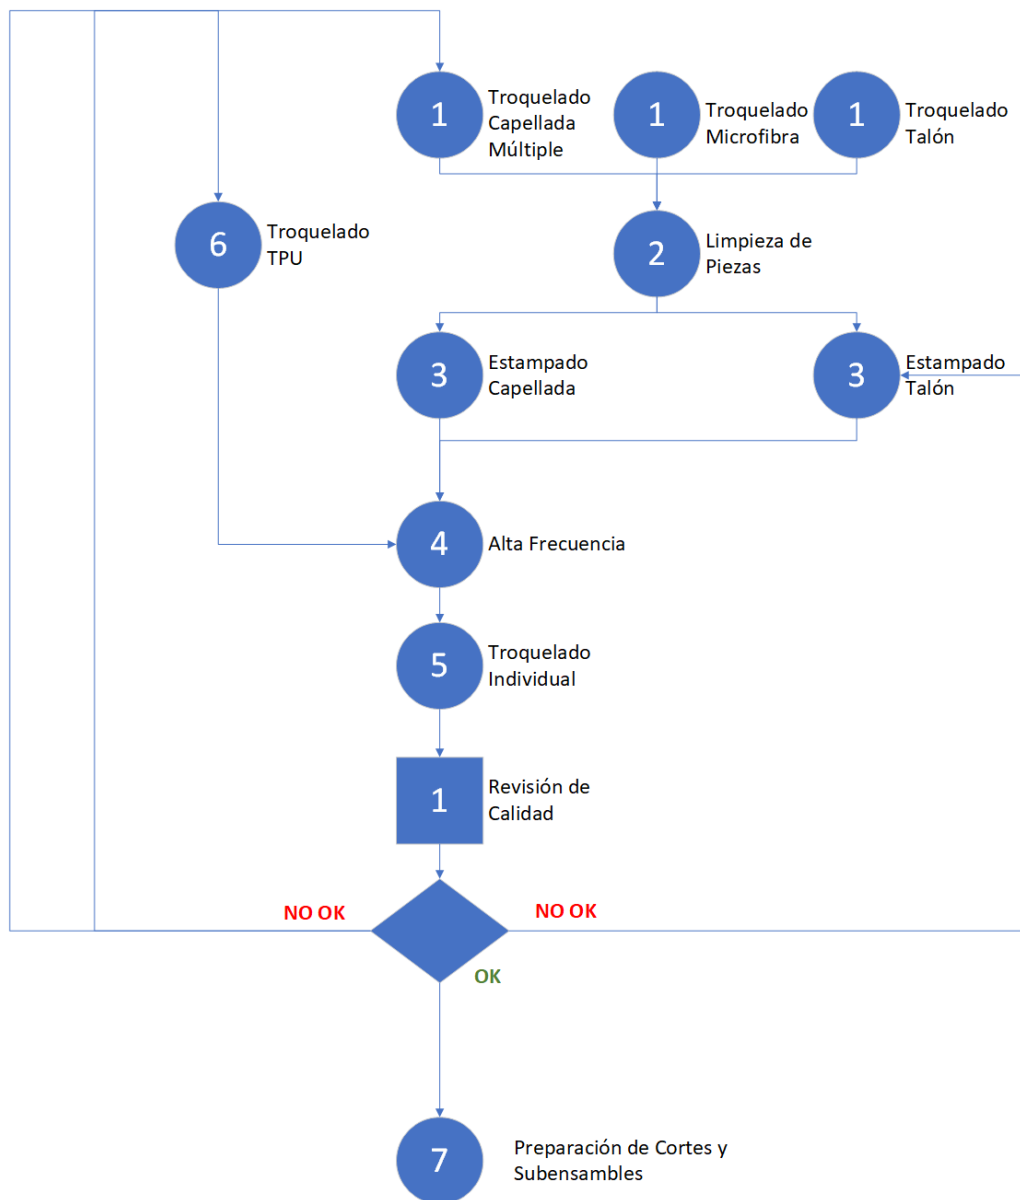 1
Troquelado
Capellada
Múltiple
1
Troquelado
Microfibra
1
Troquelado
Talón
6
Troquelado
TPU
2
Limpieza de
Piezas
3
Estampado
Capellada
3
Estampado
Talón
4
Alta Frecuencia
5
Troquelado
Individual
1
Revisión de
Calidad
NO OK
NO OK
OK
7
Preparación de Cortes y
Subensambles